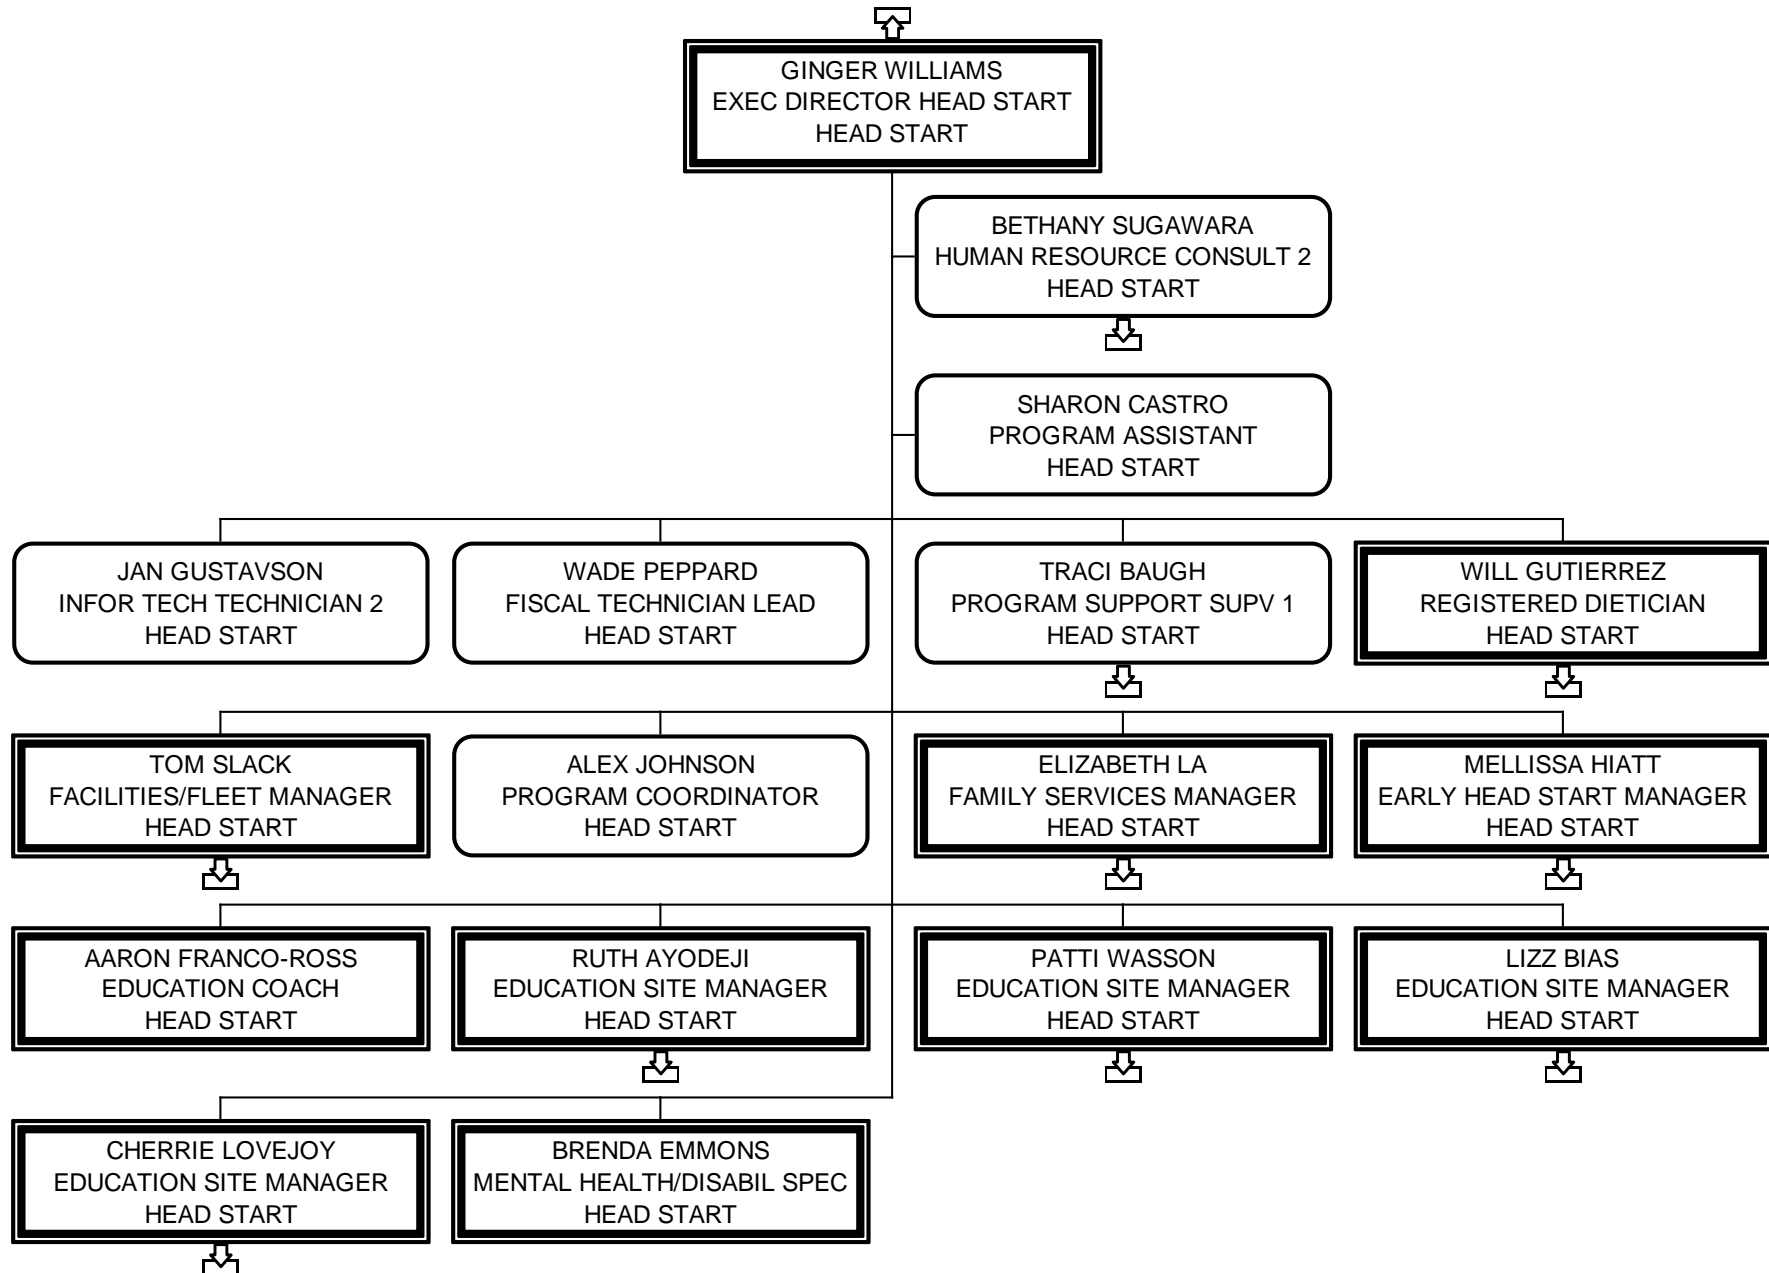 GINGER WILLIAMS
EXEC DIRECTOR HEAD START
HEAD START
BETHANY SUGAWARA
HUMAN RESOURCE CONSULT 2
HEAD START
SHARON CASTRO
PROGRAM ASSISTANT
HEAD START
JAN GUSTAVSON
INFOR TECH TECHNICIAN 2
HEAD START
WADE PEPPARD
FISCAL TECHNICIAN LEAD
HEAD START
TRACI BAUGH
PROGRAM SUPPORT SUPV 1
HEAD START
WILL GUTIERREZ
REGISTERED DIETICIAN
HEAD START
TOM SLACK
FACILITIES/FLEET MANAGER
HEAD START
ALEX JOHNSON
PROGRAM COORDINATOR
HEAD START
ELIZABETH LA
FAMILY SERVICES MANAGER
HEAD START
MELLISSA HIATT
EARLY HEAD START MANAGER
HEAD START
AARON FRANCO-ROSS
EDUCATION COACH
HEAD START
RUTH AYODEJI
EDUCATION SITE MANAGER
HEAD START
PATTI WASSON
EDUCATION SITE MANAGER
HEAD START
LIZZ BIAS
EDUCATION SITE MANAGER
HEAD START
CHERRIE LOVEJOY
EDUCATION SITE MANAGER
HEAD START
BRENDA EMMONS
MENTAL HEALTH/DISABIL SPEC
HEAD START